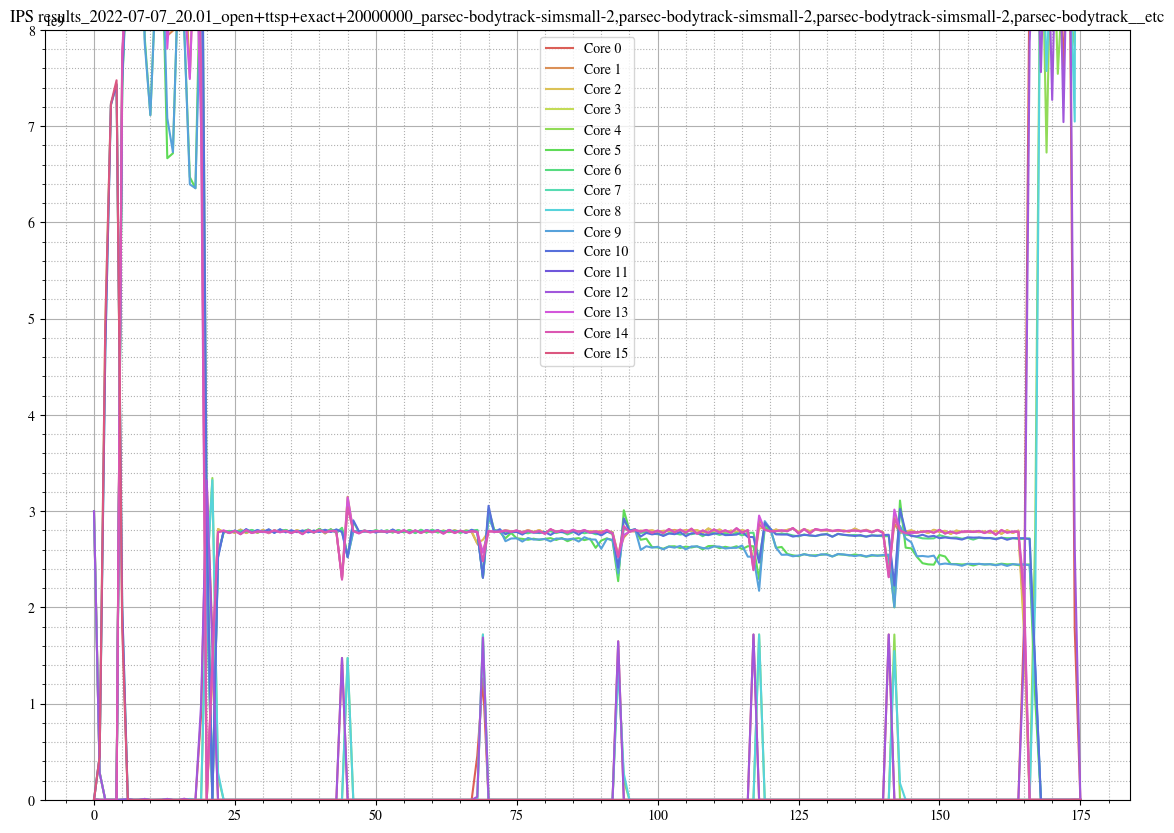 IPS results_2022-07-07_20.01_open+ttsp+exact+20000000_parsec-bodytrack-simsmall-2,parsec-bodytrack-simsmall-2,parsec-bodytrack-simsmall-2,parsec-bodytrack__etc
1e9
8
7
6
5
4
3
2
1
0
Core 0
Core 1
Core 2
Core 3
Core 4
Core 5
Core 6
Core 7
Core 8
Core 9
Core 10
Core 11
Core 12
Core 13
Core 14
Core 15
0 25 50 75 100 125 150 175